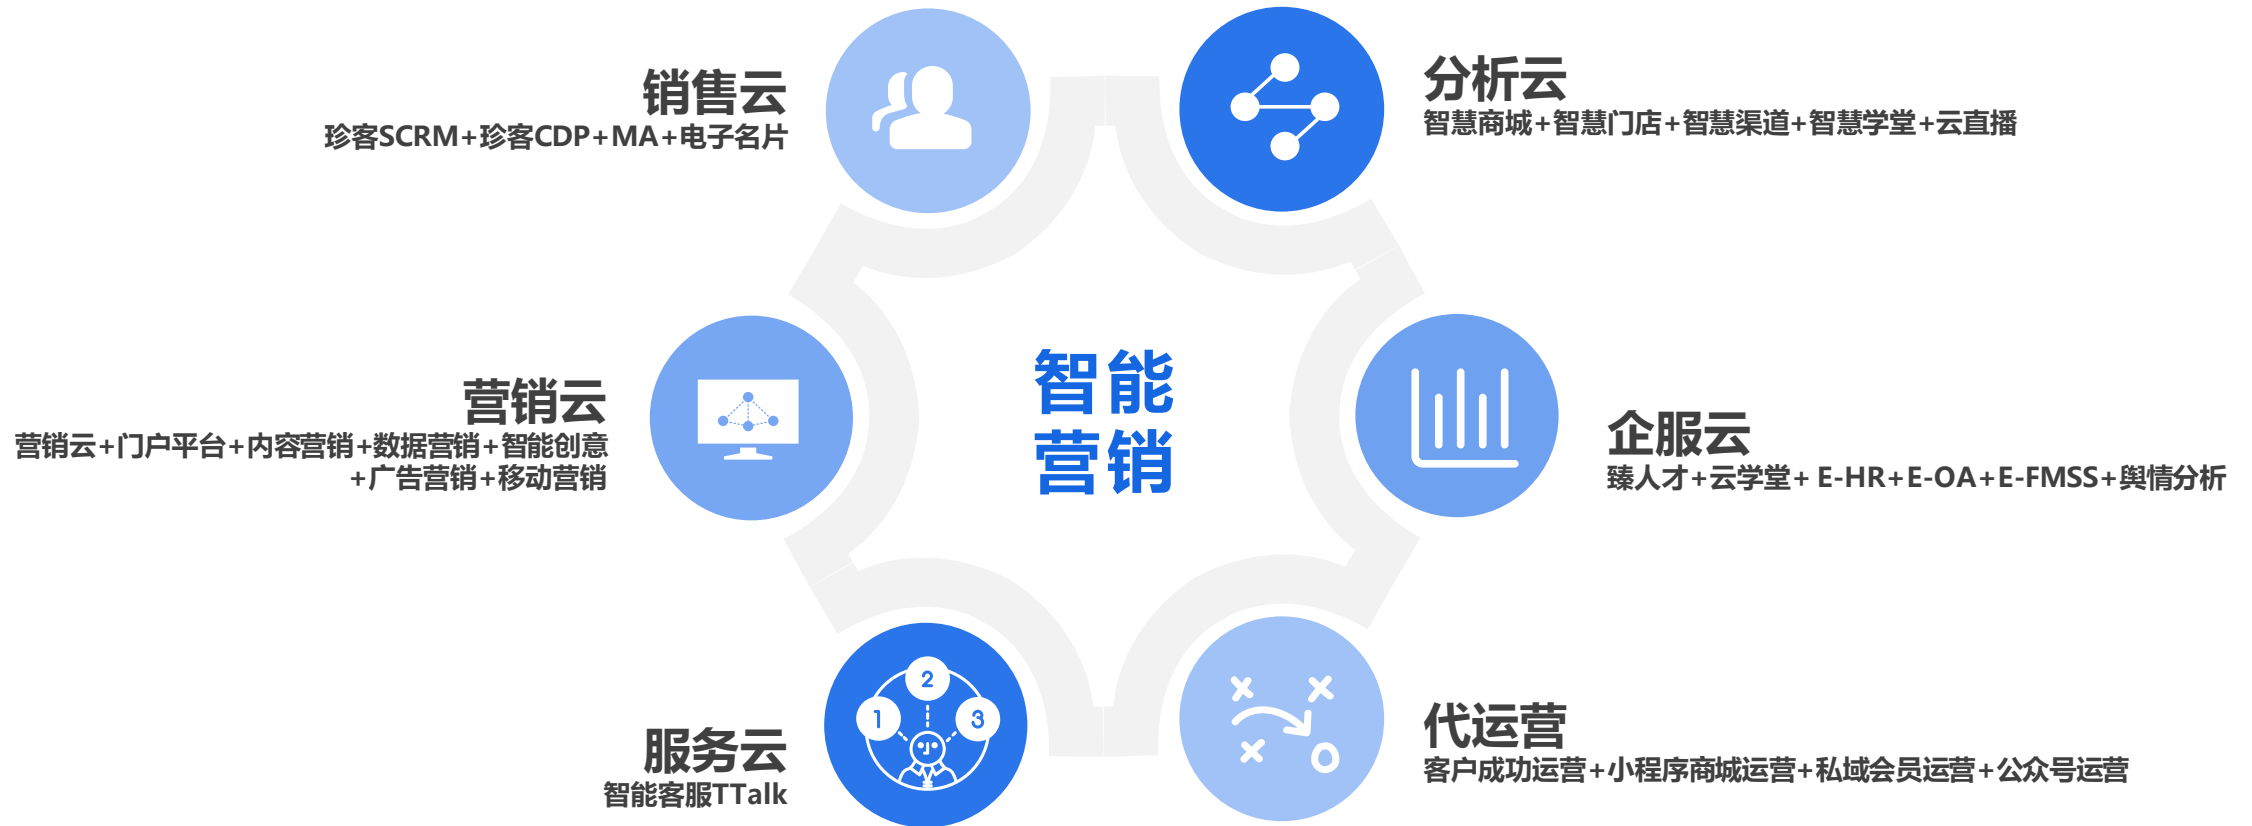 销售云
珍客SCRM+珍客CDP+MA+电子名片
分析云
智慧商城+智慧门店+智慧渠道+智慧学堂+云直播
智能
营销
营销云
营销云+门户平台+内容营销+数据营销+智能创意
+广告营销+移动营销
企服云
臻人才+云学堂+ E-HR+E-OA+E-FMSS+舆情分析
服务云
智能客服TTalk
1
2
3
代运营
客户成功运营+小程序商城运营+私域会员运营+公众号运营